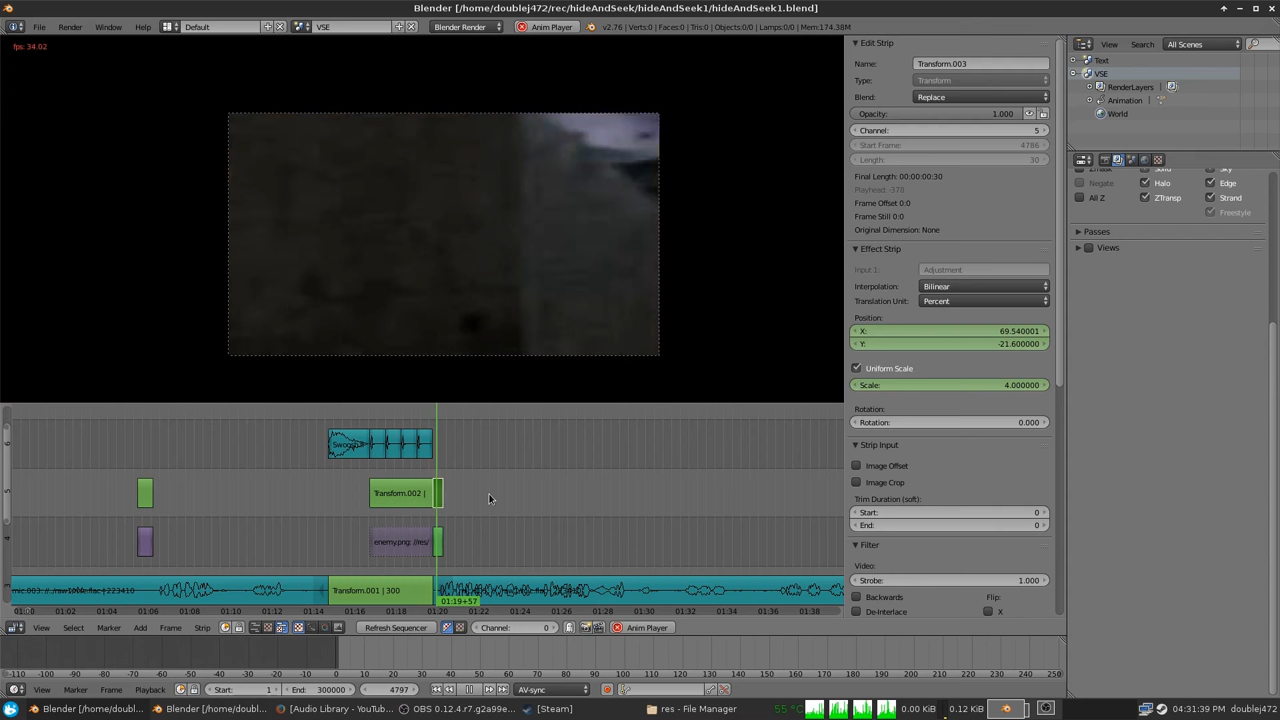 Blender [/home/doublej472/rec/hideAndSeek/hideAndSeek1/hideAndSeek1.blend]
File Render Window Help Default VSE Blender Render Anim Player v2.76 | Verts:0 | Faces:0 | Tris:0 | Objects:0/0 | Lamps:0/0 | Mem:174.38M
fps: 34.02
Edit Strip
Name: Transform.003
Type: Transform
Blend: Replace
Opacity: 1.000
Channel: 5
Start Frame: 4786
Length: 30
Final Length: 00:00:00:30
Playhead: -378
Frame Offset 0:0
Frame Still 0:0
Original Dimension: None
Effect Strip
Input 1: Adjustment
Interpolation: Bilinear
Translation Unit: Percent
Position:
X: 69.540001
Y: -21.600000
Uniform Scale
Scale: 4.000000
Rotation:
Rotation: 0.000
Strip Input
Image Offset
Image Crop
Trim Duration (soft):
Start: 0
End: 0
Filter
Video:
Strobe: 1.000
Backwards Flip:
De-Interlace X
View Search All Scenes
Text
VSE
RenderLayers
Animation
World
Negate Halo Edge
All Z ZTransp Strand
Freestyle
Passes
Views
6
5
4
3
Transform.002 |
enemy.png: //res/
Transform.001 | 300
01:19+57
01:02 01:04 01:06 01:08 01:10 01:12 01:14 01:16 01:18 01:20 01:22 01:24 01:26 01:28 01:30 01:32 01:34 01:36 01:38
View Select Marker Add Frame Strip Refresh Sequencer Channel: 0 Anim Player
-110 -100 -90 -80 -70 -60 -50 -40 -30 -20 -10 0 10 20 30 40 50 60 70 80 90 100 110 120 130 140 150 160 170 180 190 200 210 220 230 240 250
View Marker Frame Playback Start: 1 End: 300000 4797 AV-sync
Blender [/home/doubl... Blender [/home/doubl... [Audio Library - YouTub... OBS 0.12.4.r7.g2a99e... [Steam] res - File Manager 55 °C 0.00 KiB 0.12 KiB 04:31:39 PM doublej472